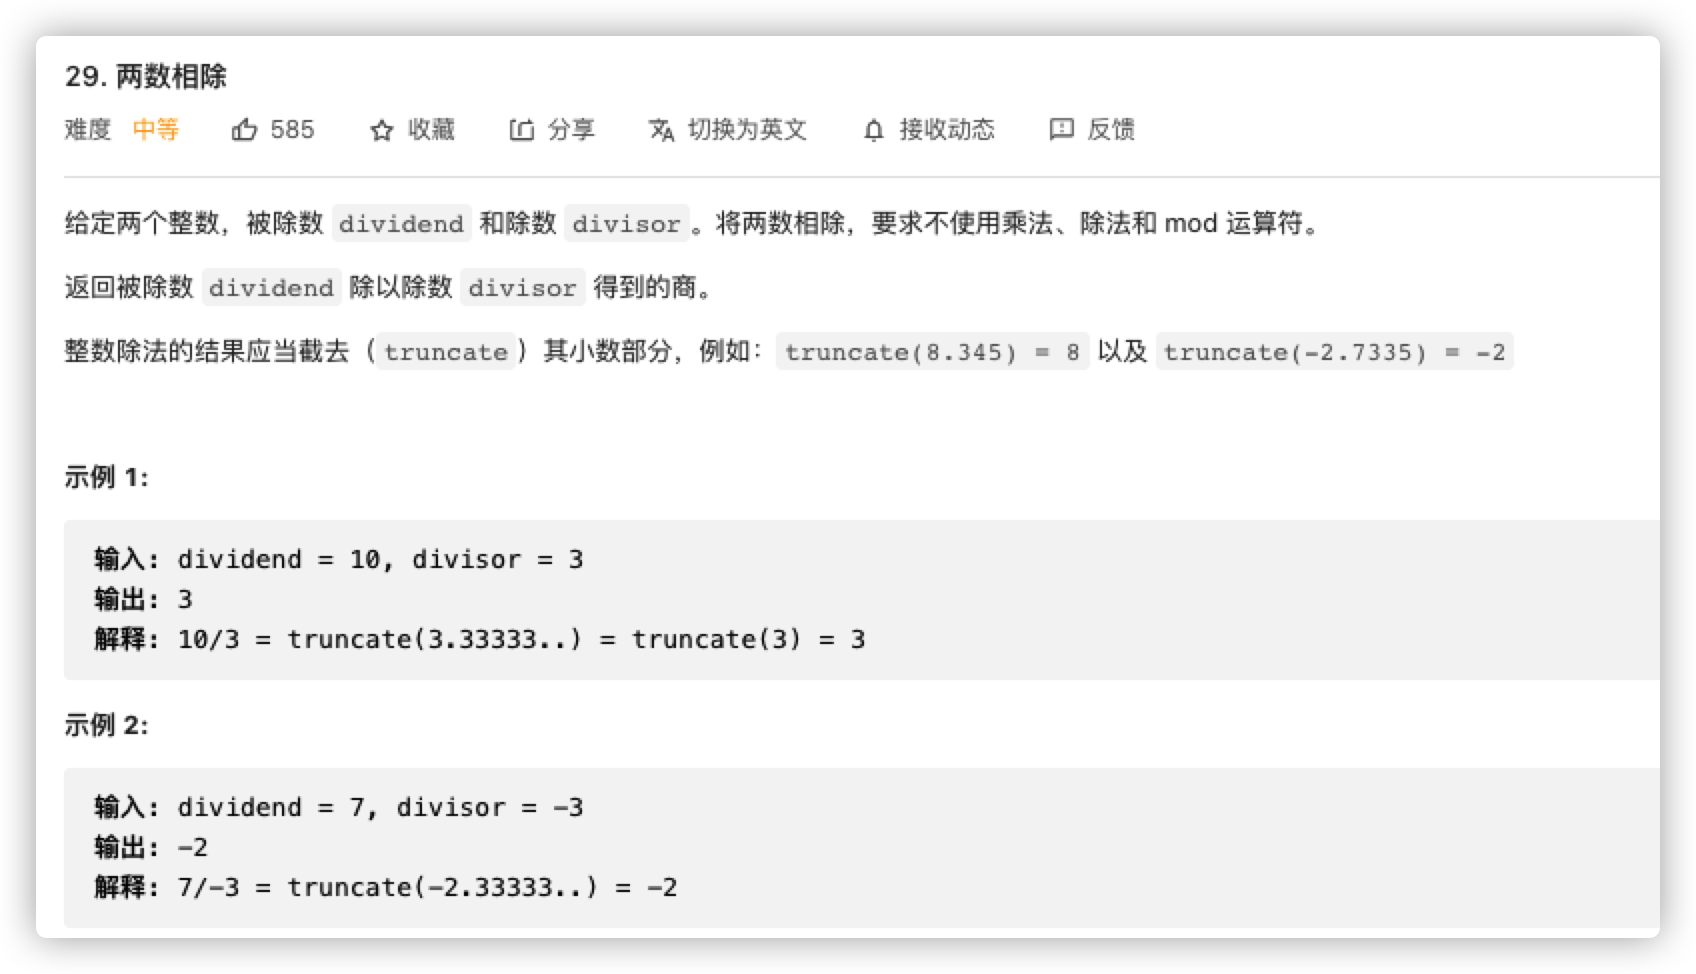 29. 两数相除
难度 中等 585 收藏 分享 切换为英文 接收动态 反馈
给定两个整数，被除数 dividend 和除数 divisor。将两数相除，要求不使用乘法、除法和 mod 运算符。
返回被除数 dividend 除以除数 divisor 得到的商。
整数除法的结果应当截去（truncate）其小数部分，例如：truncate(8.345) = 8 以及 truncate(-2.7335) = -2
示例 1:
输入: dividend = 10, divisor = 3
输出: 3
解释: 10/3 = truncate(3.33333..) = truncate(3) = 3
示例 2:
输入: dividend = 7, divisor = -3
输出: -2
解释: 7/-3 = truncate(-2.33333..) = -2